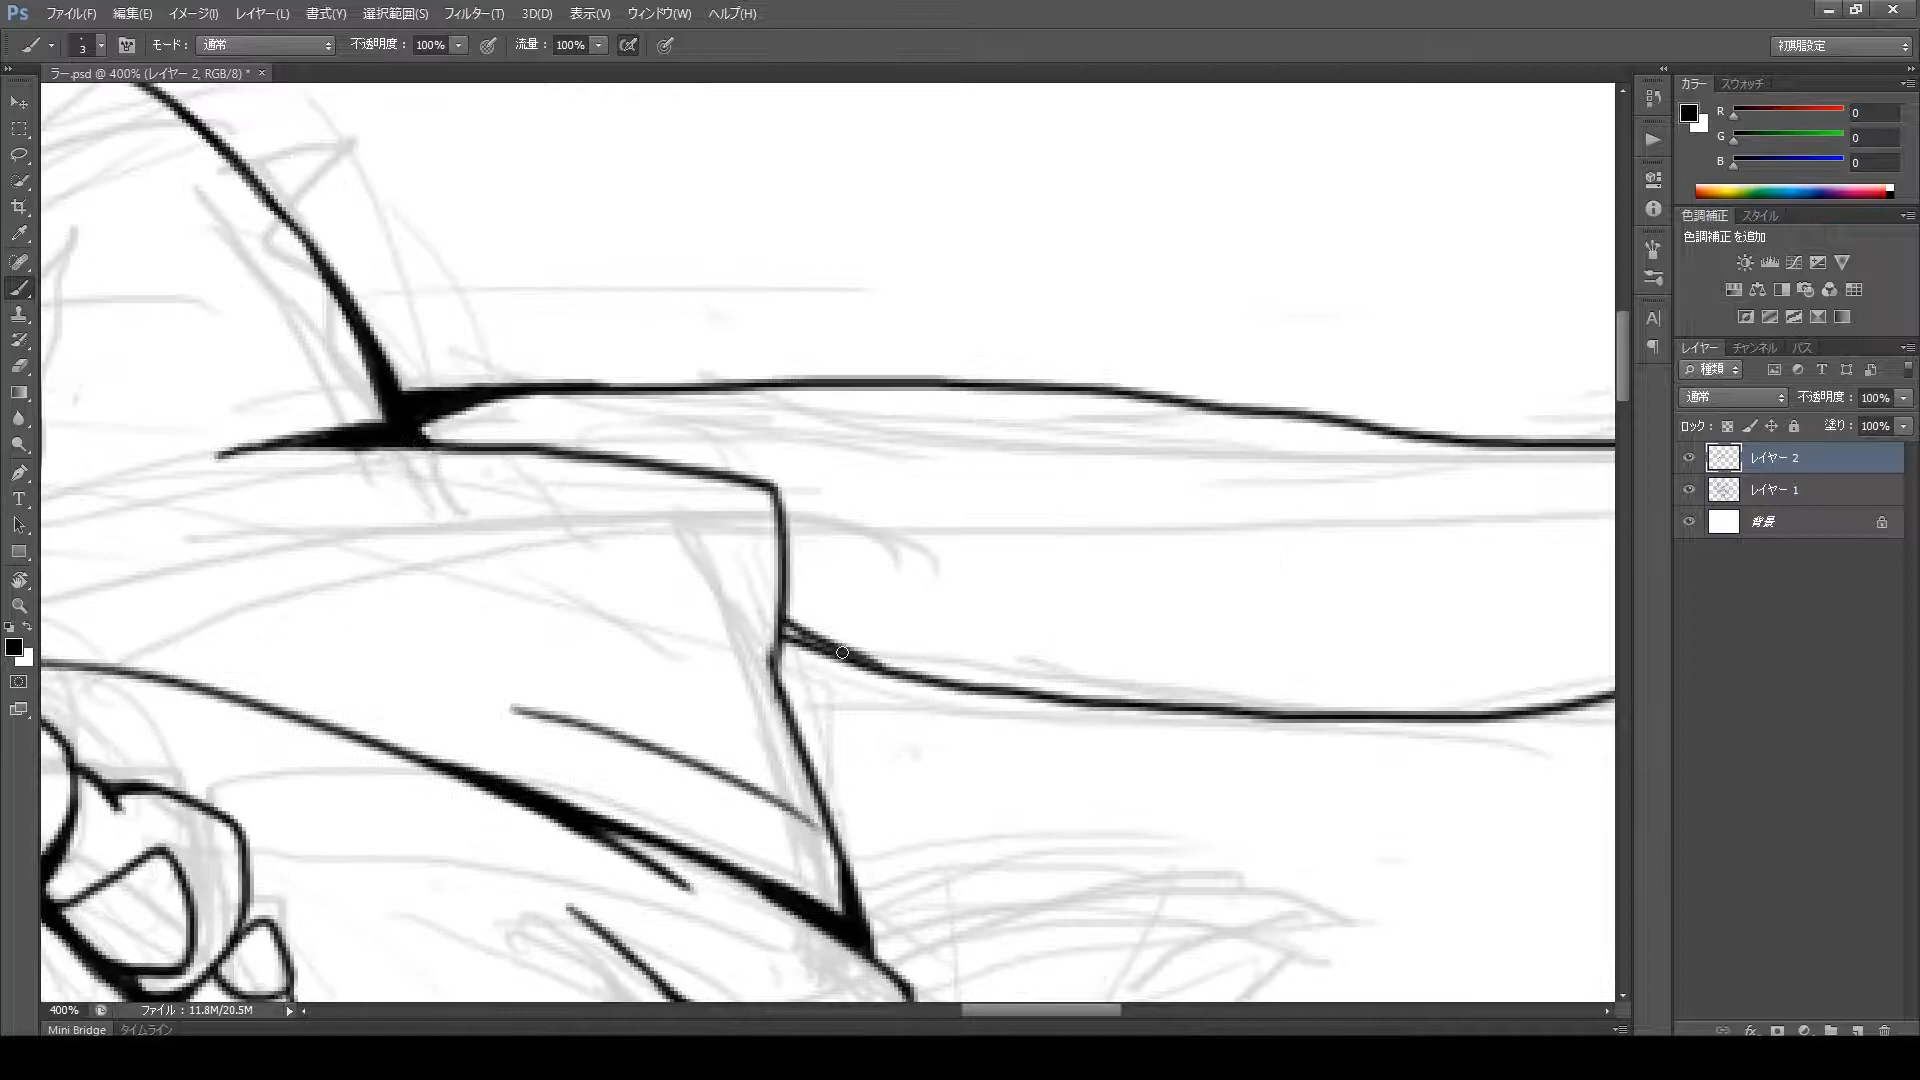 Ps ファイル(F) 編集(E) イメージ(I) レイヤー(L) 書式(Y) 選択範囲(S) フィルター(T) 3D(D) 表示(V) ウィンドウ(W) ヘルプ(H)
3 モード： 通常 不透明度： 100% 流量： 100% 初期設定
ラー.psd @ 400% (レイヤー 2, RGB/8) * ×
カラー スウォッチ
R 0
G 0
B 0
色調補正 スタイル
色調補正を追加
レイヤー チャンネル パス
種類
通常 不透明度： 100%
ロック： 塗り： 100%
レイヤー 2
レイヤー 1
背景
400% ファイル：11.8M/20.5M
Mini Bridge タイムライン